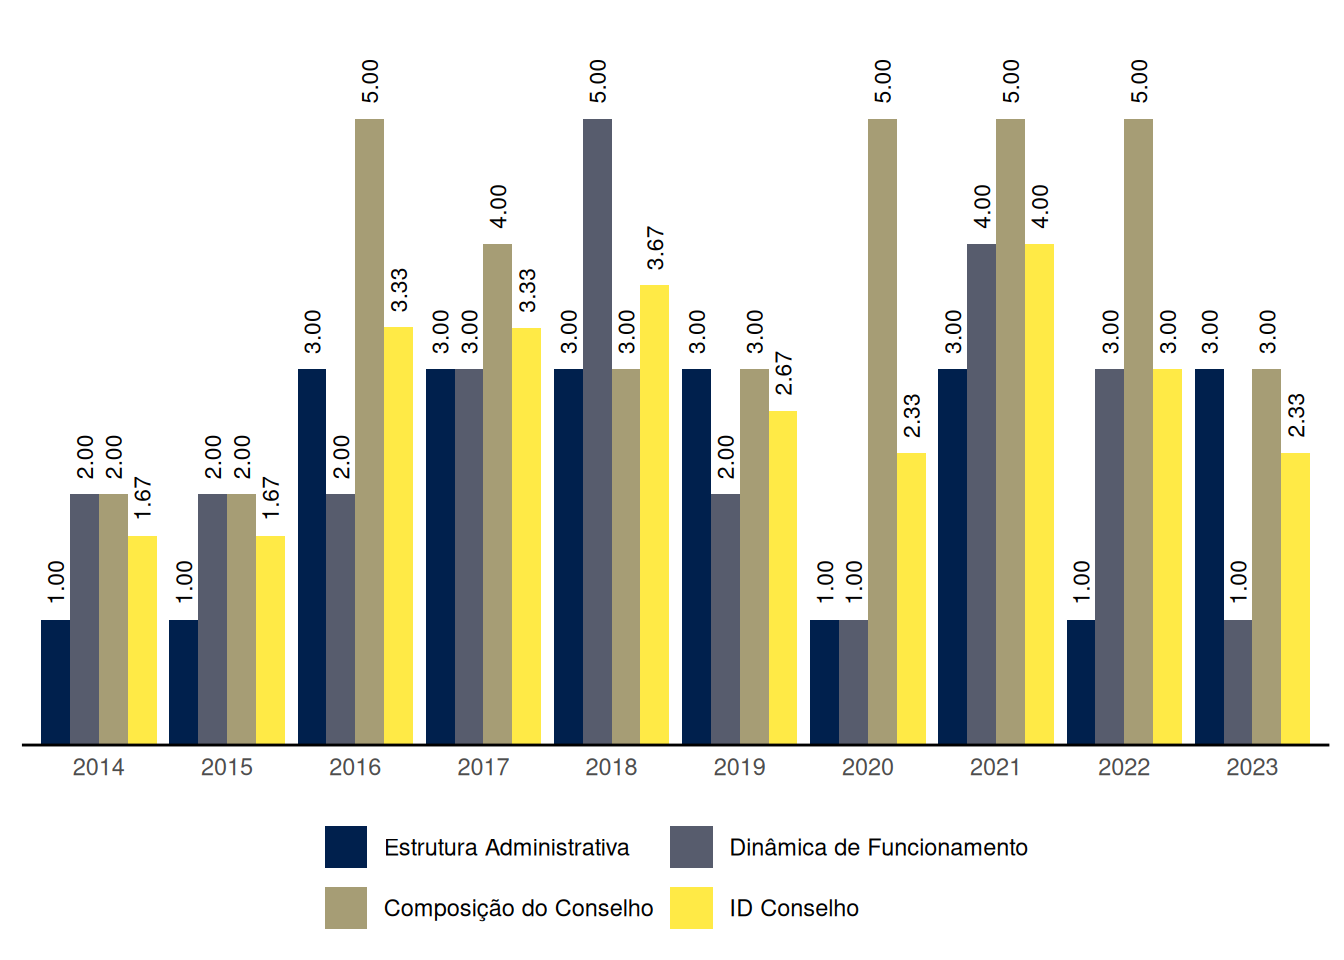 1.00 2.00 2.00 1.67 1.00 2.00 2.00 1.67 3.00 2.00 5.00 3.33 3.00 3.00 4.00 3.33 3.00 5.00 3.00 3.67 3.00 2.00 3.00 2.67 1.00 1.00 5.00 2.33 3.00 4.00 5.00 4.00 1.00 3.00 5.00 3.00 3.00 1.00 3.00 2.33
2014 2015 2016 2017 2018 2019 2020 2021 2022 2023
Estrutura Administrativa Dinâmica de Funcionamento
Composição do Conselho ID Conselho